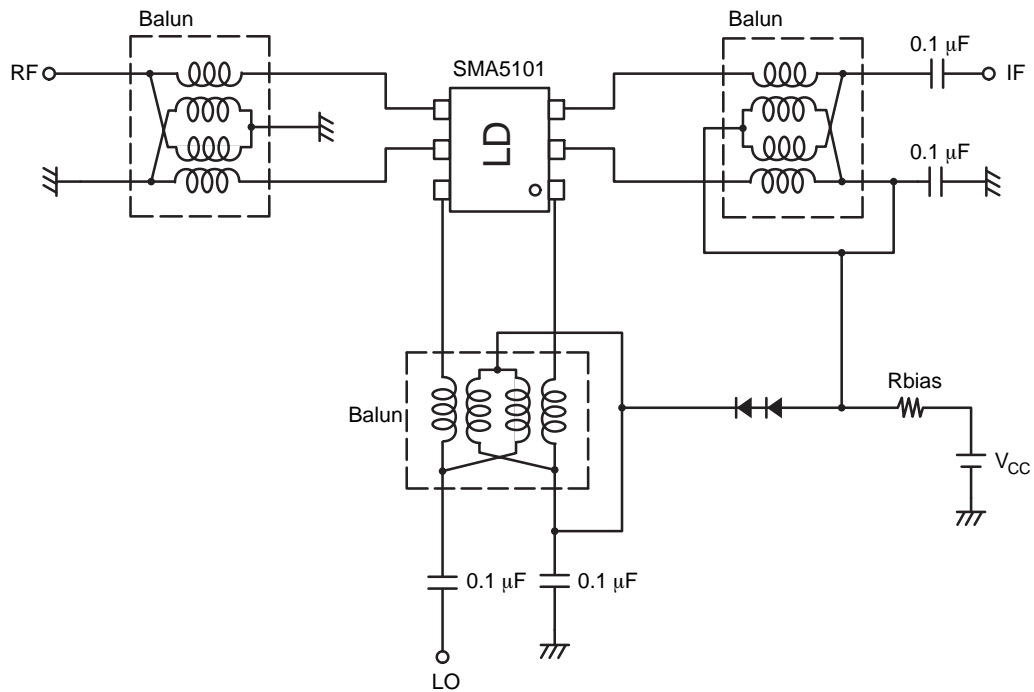 Balun
Balun
0.1 μF
RF
SMA5101
IF
LD
0.1 μF
Rbias
Balun
VCC
0.1 μF
0.1 μF
LO